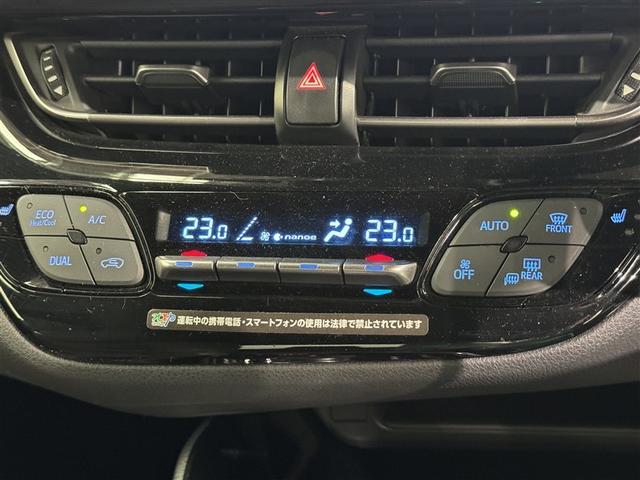 ECO
Heat/Cool
A/C
DUAL
23.0
nanoe
23.0
AUTO
FRONT
OFF
REAR
運転中の携帯電話・スマートフォンの使用は法律で禁止されています